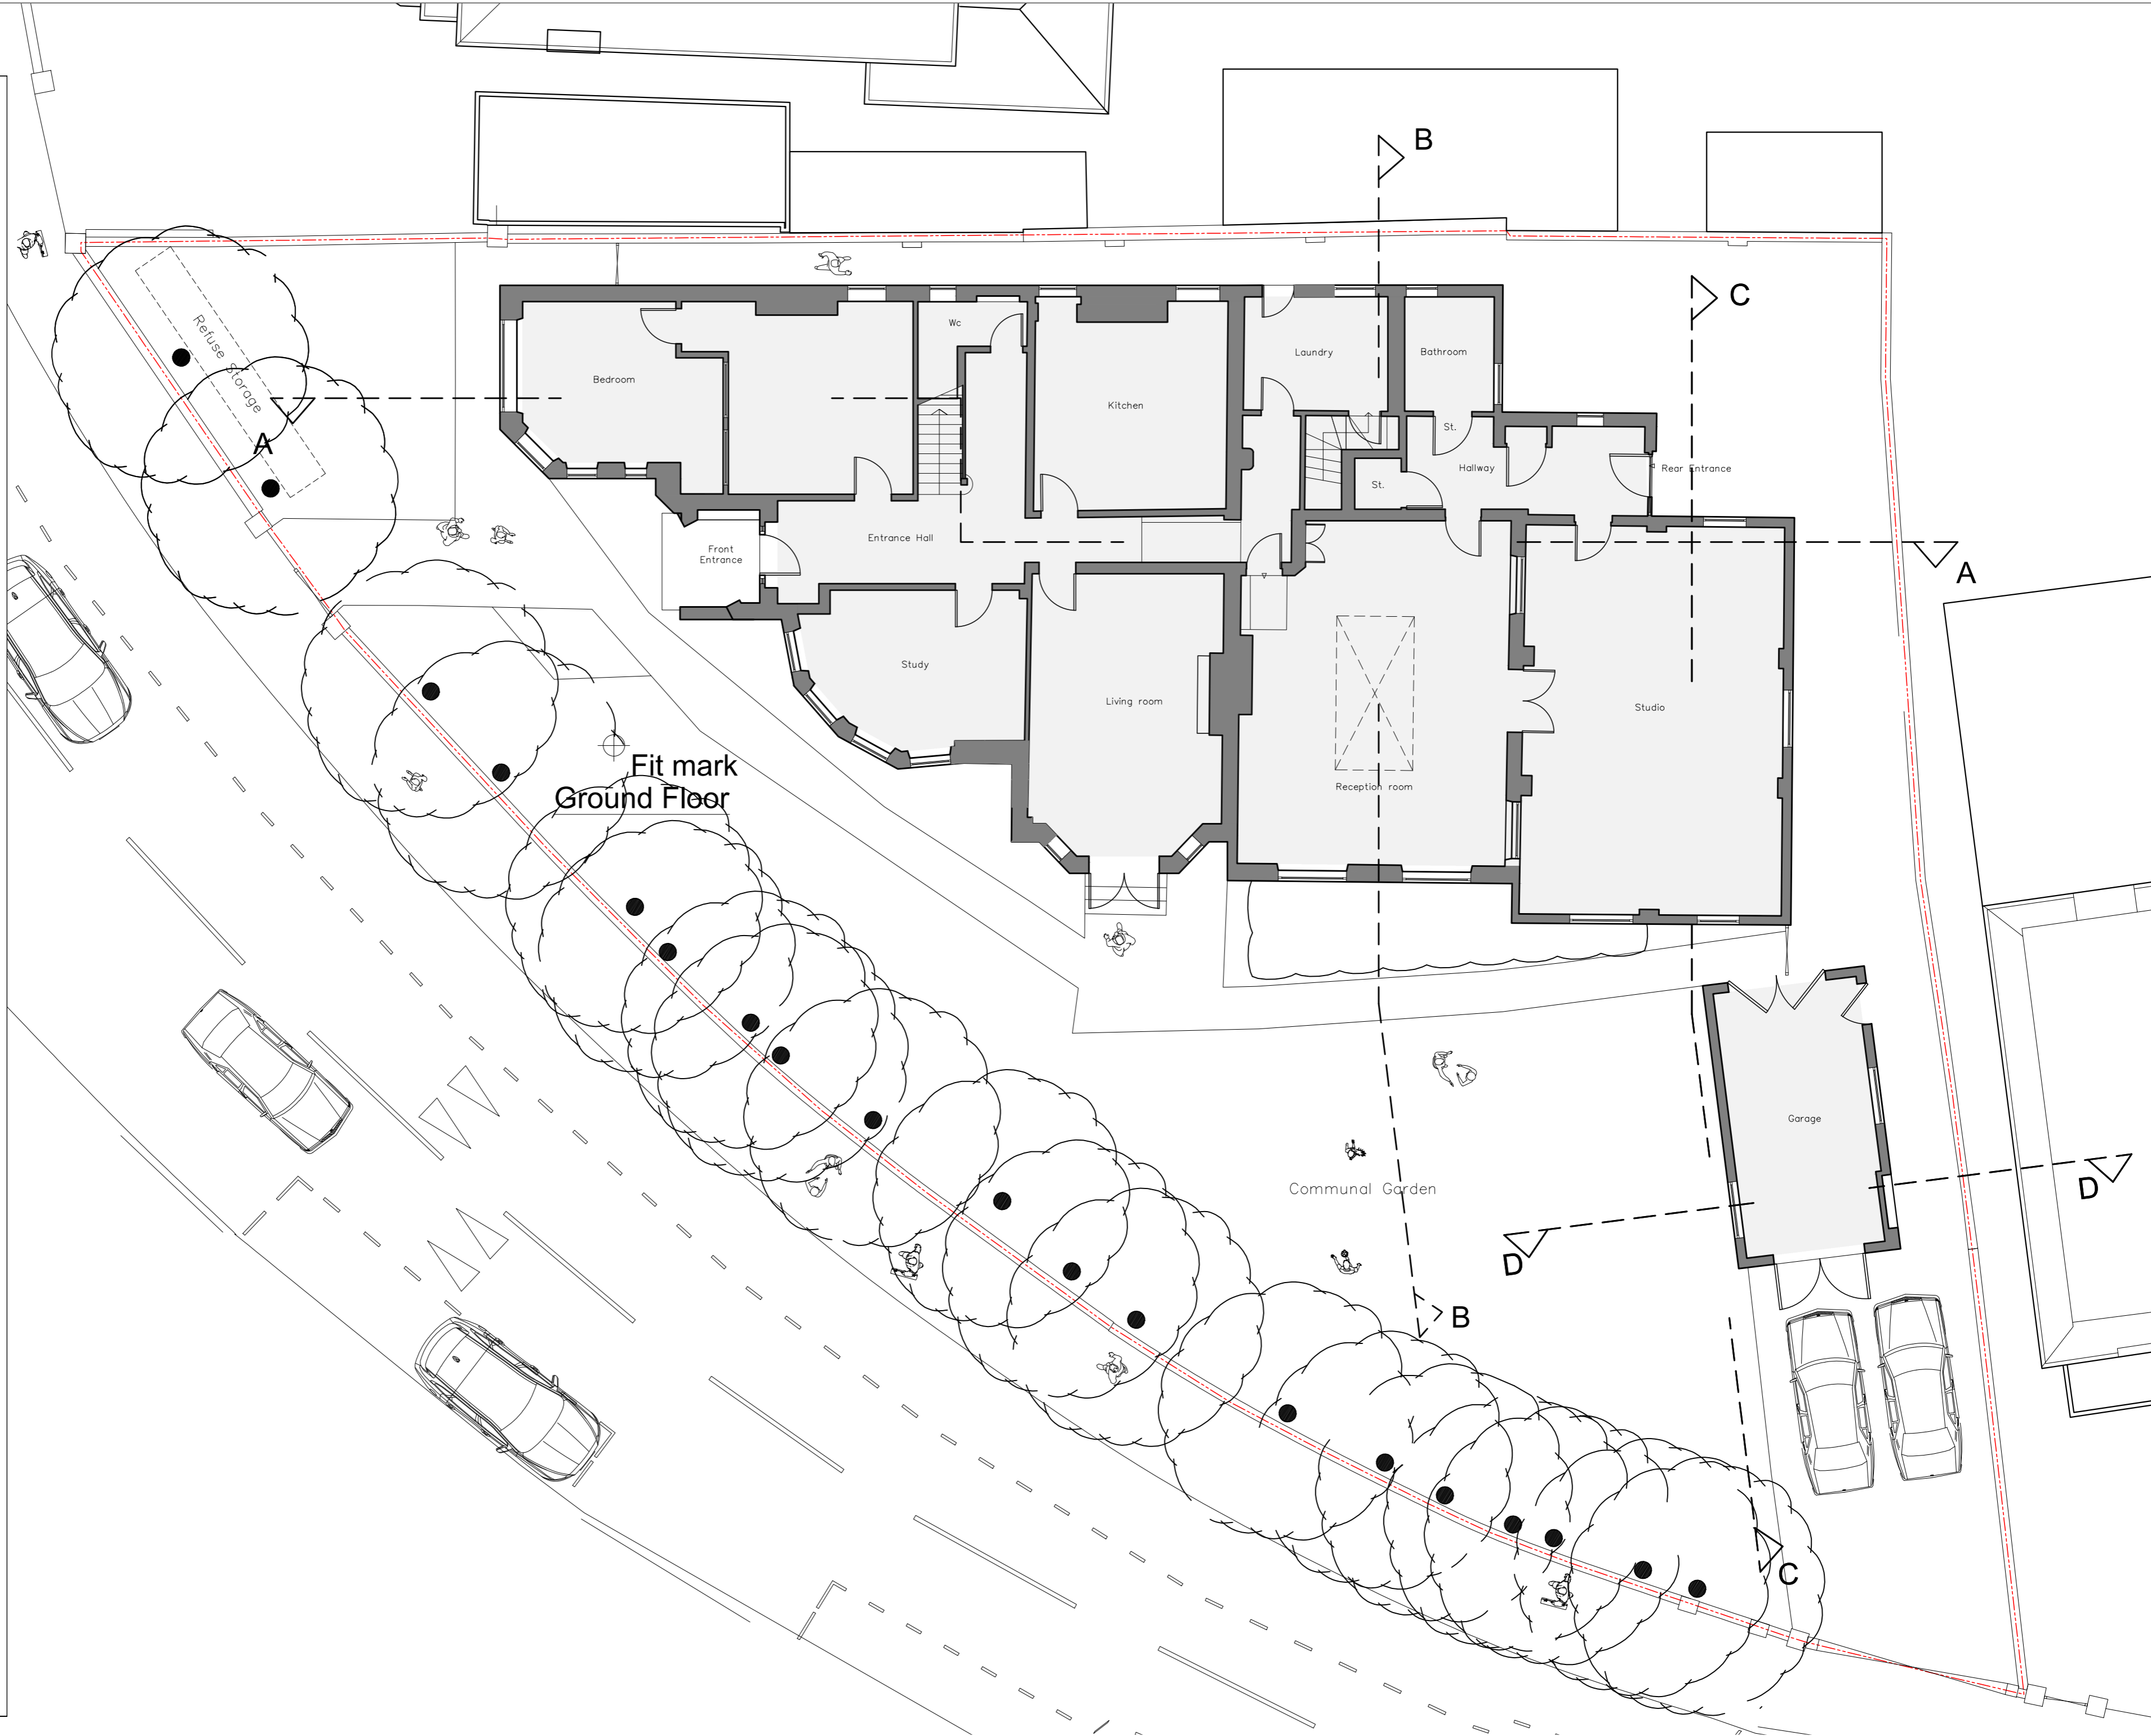 B
C
Refuse Storage
Wc
Laundry
Bathroom
Bedroom
Kitchen
A
St.
Hallway
Rear Entrance
St.
Entrance Hall
Front
Entrance
A
Study
Living room
Studio
Fit mark
Ground Floor
Reception room
Garage
Communal Garden
D
D
B
C